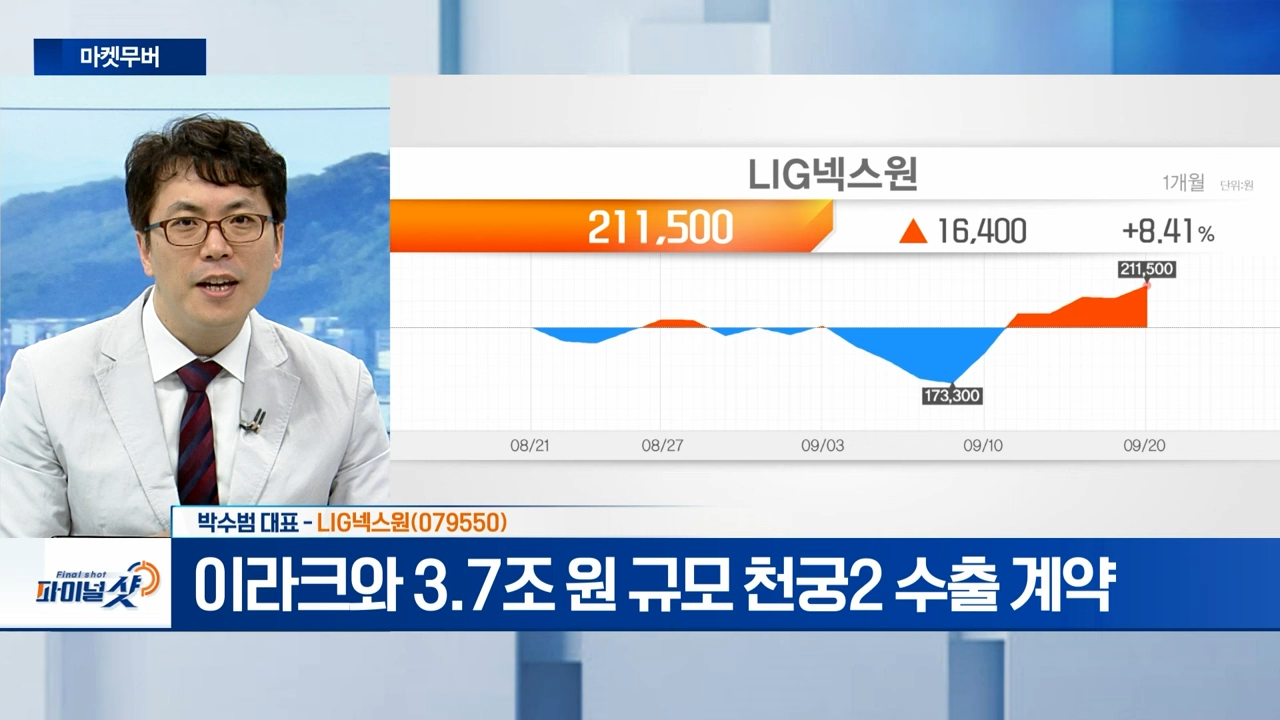 마켓무버
LIG넥스원
1개월 단위:원
211,500 ▲ 16,400 +8.41%
211,500
173,300
08/21 08/27 09/03 09/10 09/20
박수범 대표 - LIG넥스원(079550)
Final shot
파이널샷
이라크와 3.7조 원 규모 천궁2 수출 계약